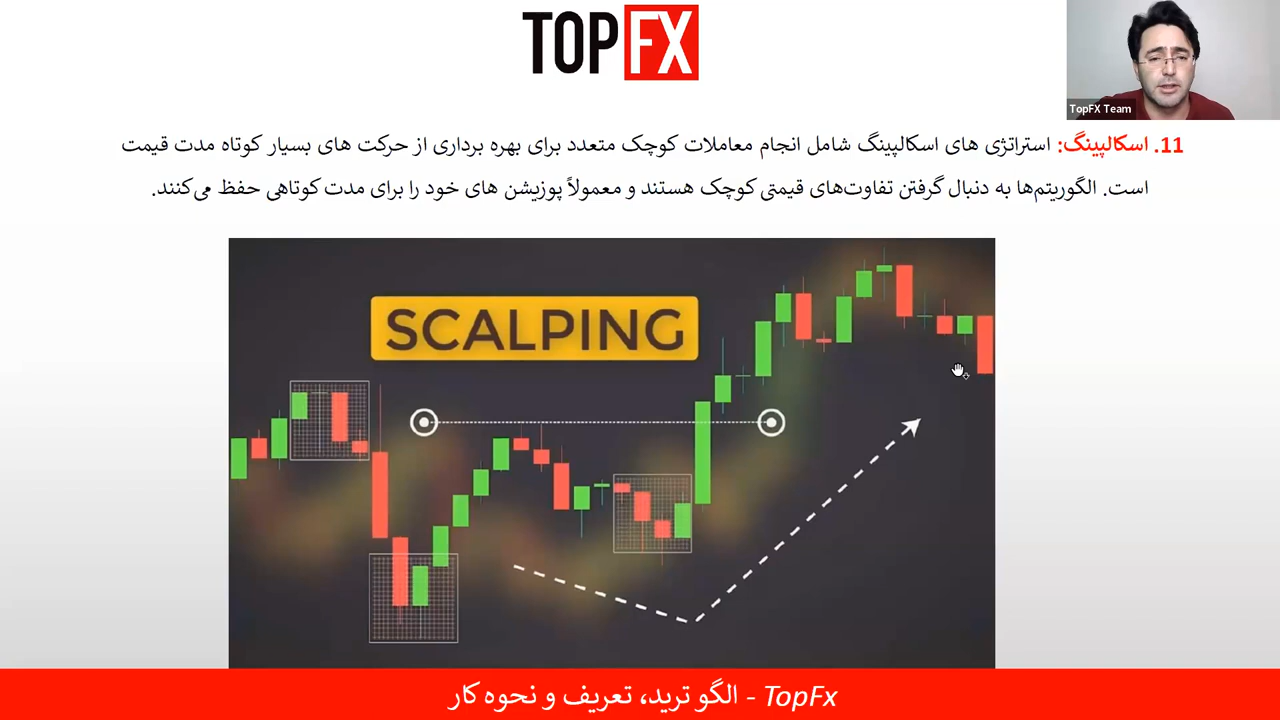 TOPFX
TopFX Team
11. اسکالپینگ: استراتژی های اسکالپینگ شامل انجام معاملات کوچک متعدد برای بهره برداری از حرکت های بسیار کوتاه مدت قیمت
است. الگوریتم‌ها به دنبال گرفتن تفاوت‌های قیمتی کوچک هستند و معمولاً پوزیشن های خود را برای مدت کوتاهی حفظ می‌کنند.
SCALPING
TopFx - الگو ترید، تعریف و نحوه کار